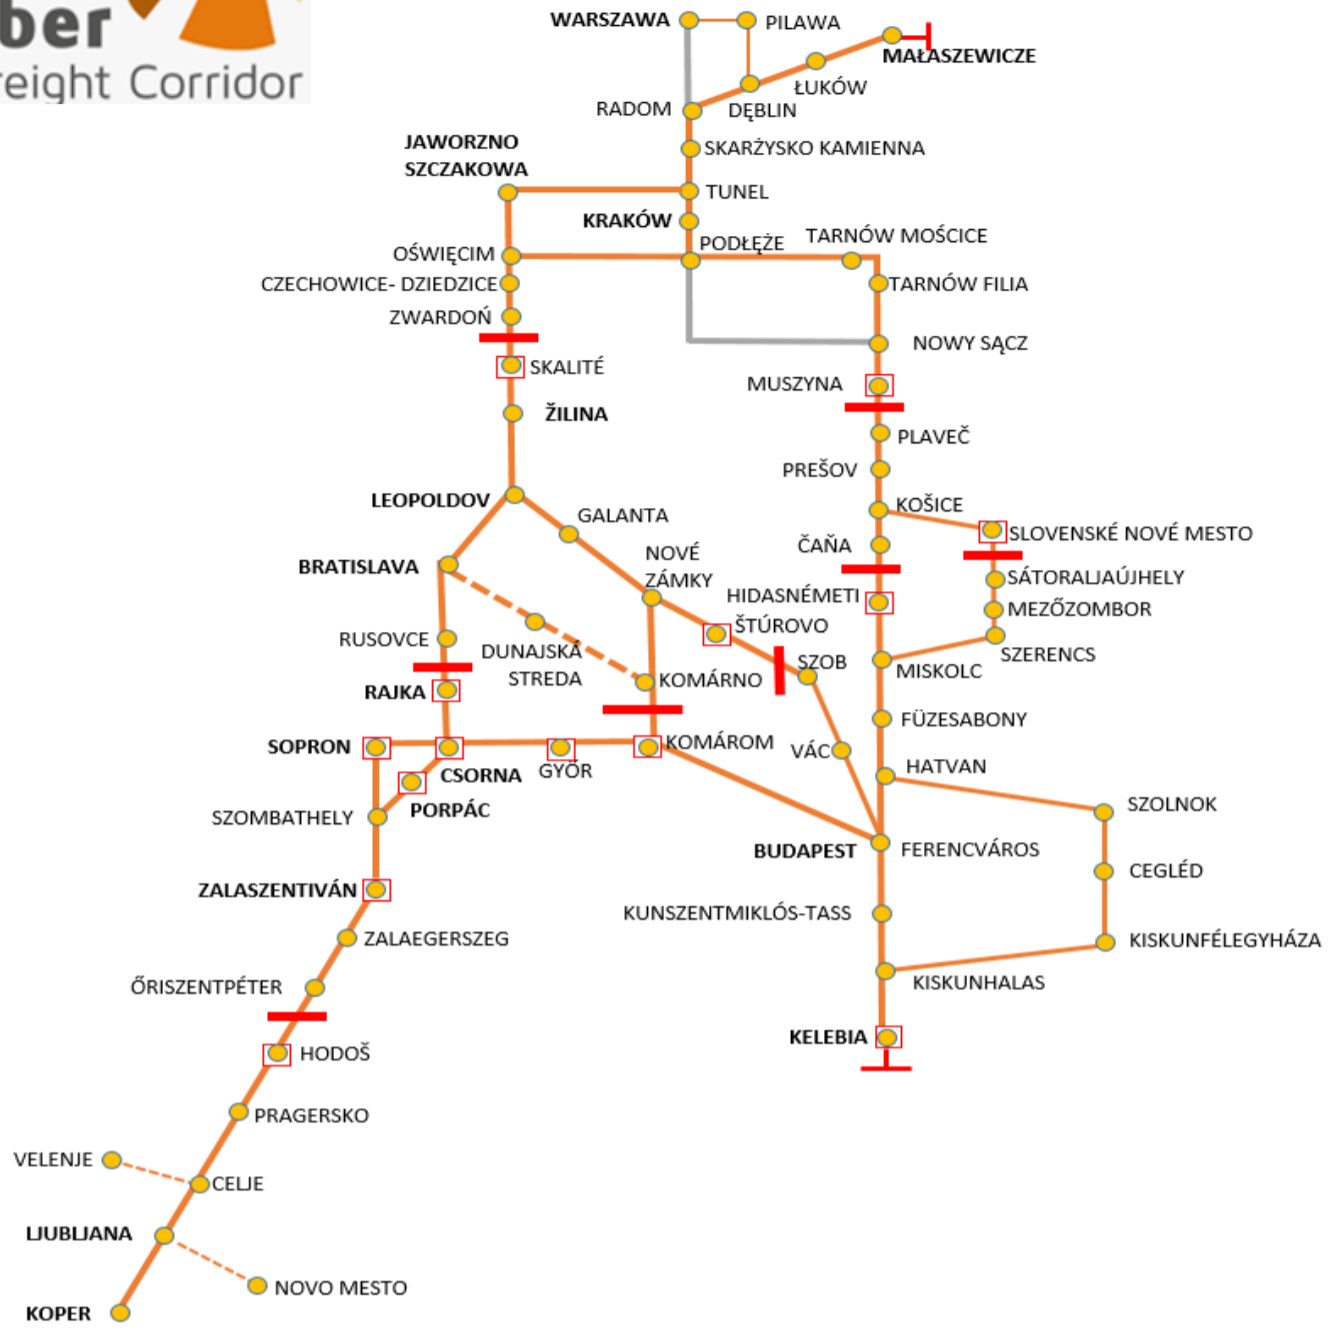 ber
reight Corridor
WARSZAWA
PILAWA
MAŁASZEWICZE
ŁUKÓW
RADOM
DĘBLIN
JAWORZNO
SZCZAKOWA
SKARŻYSKO KAMIENNA
TUNEL
KRAKÓW
PODŁĘŻE
TARNÓW MOŚCICE
OŚWIĘCIM
CZECHOWICE- DZIEDZICE
TARNÓW FILIA
ZWARDOŃ
NOWY SĄCZ
SKALITÉ
MUSZYNA
ŽILINA
PLAVEČ
PREŠOV
LEOPOLDOV
KOŠICE
GALANTA
SLOVENSKÉ NOVÉ MESTO
ČAŇA
NOVÉ
ZÁMKY
BRATISLAVA
SÁTORALJAÚJHELY
HIDASNÉMETI
MEZŐZOMBOR
ŠTÚROVO
RUSOVCE
DUNAJSKÁ
STREDA
SZERENCS
SZOB
MISKOLC
KOMÁRNO
RAJKA
FÜZESABONY
SOPRON
KOMÁROM
VÁC
CSORNA
GYŐR
HATVAN
PORPÁC
SZOLNOK
SZOMBATHELY
BUDAPEST
FERENCVÁROS
CEGLÉD
ZALASZENTIVÁN
KUNSZENTMIKLÓS-TASS
ZALAEGERSZEG
KISKUNFÉLEGYHÁZA
ŐRISZENTPÉTER
KISKUNHALAS
KELEBIA
HODOŠ
PRAGERSKO
VELENJE
CELJE
LJUBLJANA
NOVO MESTO
KOPER